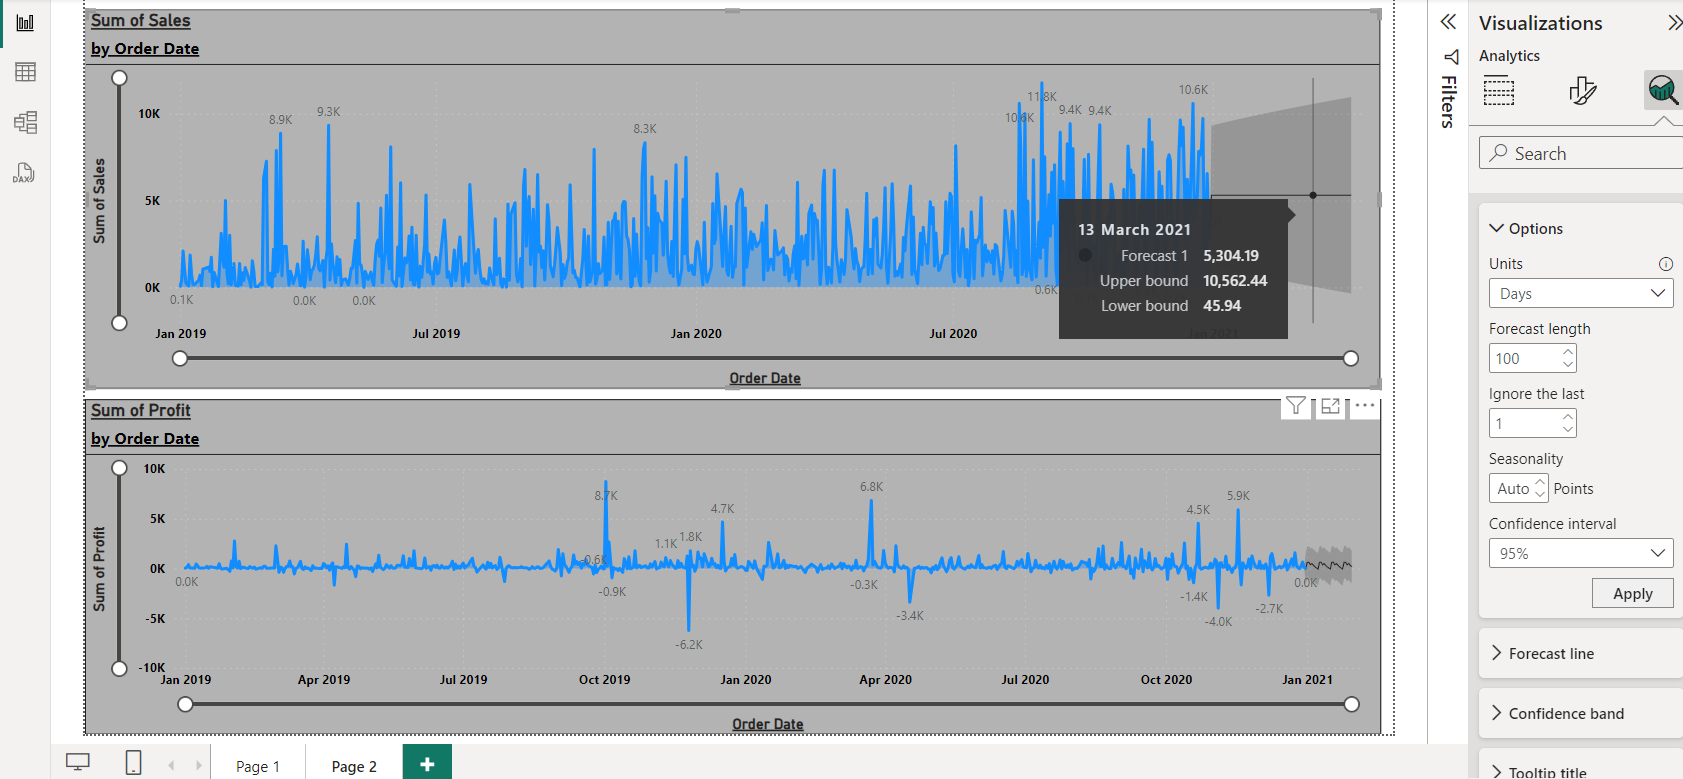 Sum of Sales
by Order Date
Sum of Sales
10K
5K
0K
8.9K
9.3K
8.3K
11.8K
10.6K
9.4K
9.4K
10.6K
0.1K
0.0K
0.0K
0.6K
13 March 2021
Forecast 1 5,304.19
Upper bound 10,562.44
Lower bound 45.94
Jan 2019
Jul 2019
Jan 2020
Jul 2020
Jan 2021
Order Date
Sum of Profit
by Order Date
Sum of Profit
10K
5K
0K
-5K
-10K
0.0K
8.7K
-0.6K
-0.9K
1.1K
1.8K
4.7K
-6.2K
6.8K
-0.3K
-3.4K
4.5K
5.9K
-1.4K
-4.0K
-2.7K
0.0K
Jan 2019
Apr 2019
Jul 2019
Oct 2019
Jan 2020
Apr 2020
Jul 2020
Oct 2020
Jan 2021
Order Date
Page 1
Page 2
+
DAX
Filters
Visualizations
Analytics
Search
Options
Units
Days
Forecast length
100
Ignore the last
1
Seasonality
Auto Points
Confidence interval
95%
Apply
Forecast line
Confidence band
Tooltip title